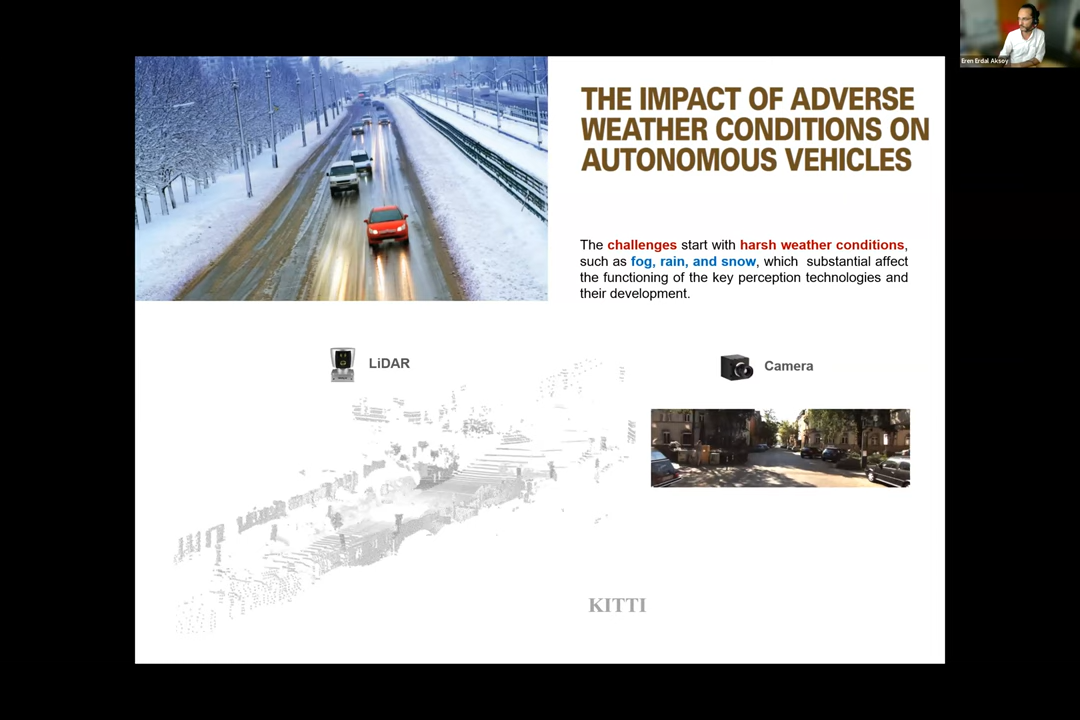 Eren Erdal Aksoy
THE IMPACT OF ADVERSE
WEATHER CONDITIONS ON
AUTONOMOUS VEHICLES
The challenges start with harsh weather conditions,
such as fog, rain, and snow, which substantial affect
the functioning of the key perception technologies and
their development.
LiDAR
Camera
KITTI